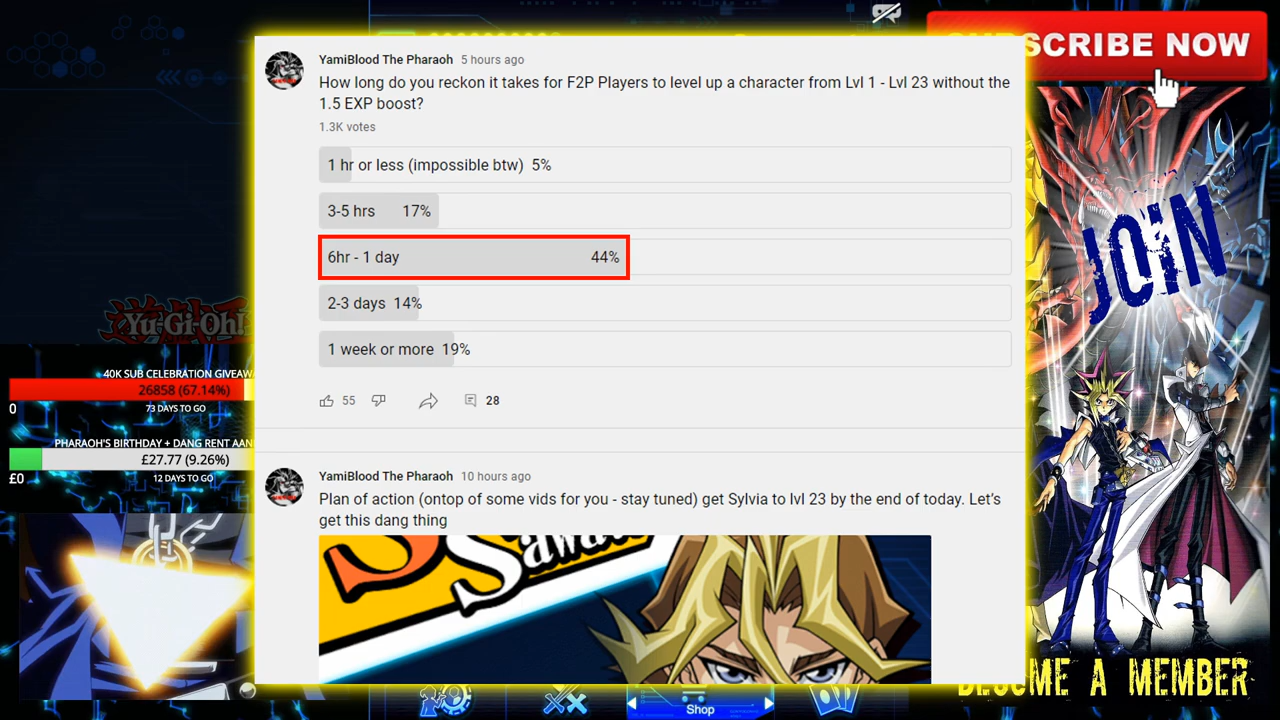 SCRIBE NOW
YamiBlood The Pharaoh 5 hours ago
How long do you reckon it takes for F2P Players to level up a character from Lvl 1 - Lvl 23 without the
1.5 EXP boost?
1.3K votes
1 hr or less (impossible btw) 5%
3-5 hrs 17%
6hr - 1 day 44%
2-3 days 14%
1 week or more 19%
55 28
YamiBlood The Pharaoh 10 hours ago
Plan of action (ontop of some vids for you - stay tuned) get Sylvia to lvl 23 by the end of today. Let's
get this dang thing
Yu-Gi-Oh!
40K SUB CELEBRATION GIVEAW
26858 (67.14%)
0
73 DAYS TO GO
PHARAOH'S BIRTHDAY + DANG RENT AAN
£27.77 (9.26%)
£0
12 DAYS TO GO
JOIN
ME A MEMBER
Shop